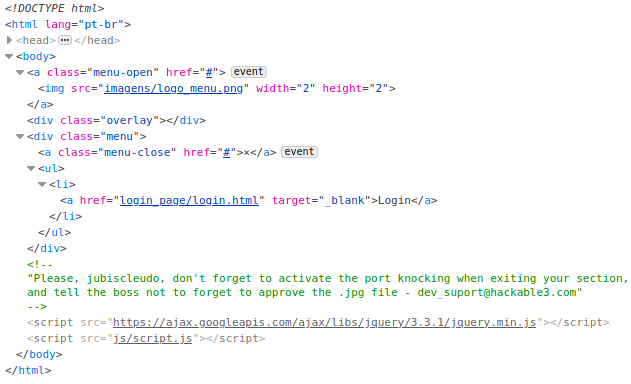 <!DOCTYPE html>
<html lang="pt-br">
<head> ••• </head>
<body>
<a class="menu-open" href="#"> event
<img src="imagens/logo_menu.png" width="2" height="2">
</a>
<div class="overlay"></div>
<div class="menu">
<a class="menu-close" href="#">×</a> event
<ul>
<li>
<a href="login_page/login.html" target="_blank">Login</a>
</li>
</ul>
</div>
<!--
"Please, jubiscleudo, don't forget to activate the port knocking when exiting your section,
and tell the boss not to forget to approve the .jpg file - dev_suport@hackable3.com"
-->
<script src="https://ajax.googleapis.com/ajax/libs/jquery/3.3.1/jquery.min.js"></script>
<script src="js/script.js"></script>
</body>
</html>